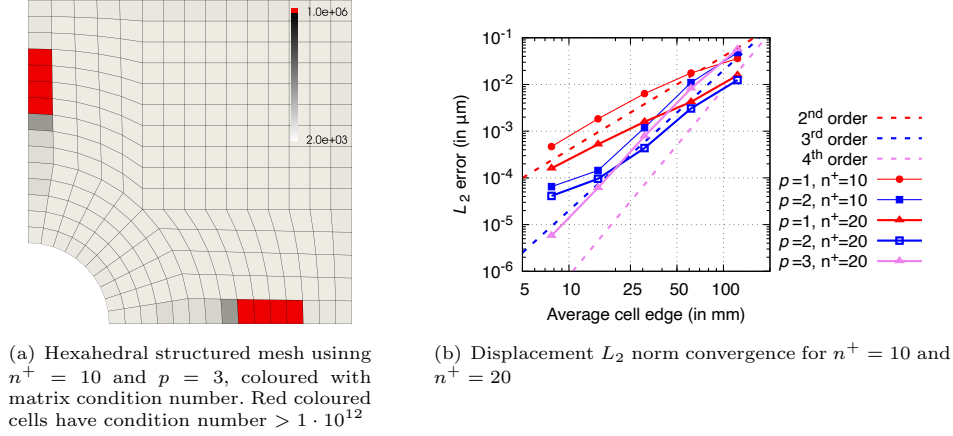 1.0e+06
2.0e+03
10⁻¹
10⁻²
10⁻³
10⁻⁴
10⁻⁵
10⁻⁶
L₂ error (in μm)
5 10 25 50 100
Average cell edge (in mm)
2ⁿᵈ order
3ʳᵈ order
4ᵗʰ order
p=1, n⁺=10
p=2, n⁺=10
p=1, n⁺=20
p=2, n⁺=20
p=3, n⁺=20
(a) Hexahedral structured mesh usinng
n⁺ = 10 and p = 3, coloured with
matrix condition number. Red coloured
cells have condition number > 1 · 10¹²
(b) Displacement L₂ norm convergence for n⁺ = 10 and
n⁺ = 20